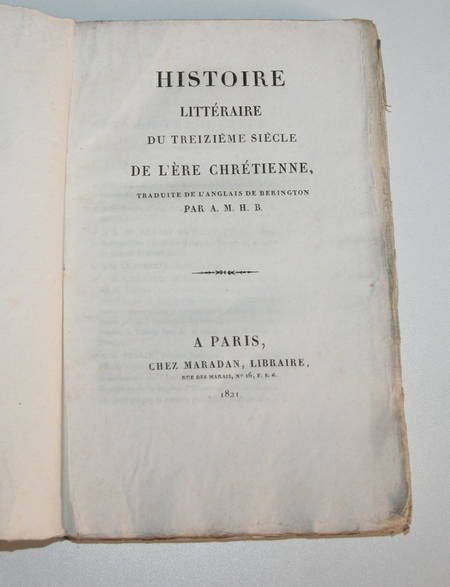 HISTOIRE
LITTÉRAIRE
DU TREIZIÈME SIÈCLE
DE L'ÈRE CHRÉTIENNE,
TRADUITE DE L'ANGLAIS DE BERINGTON
PAR A. M. H. B.
A PARIS,
CHEZ MARADAN, LIBRAIRE,
RUE DES MARAIS, Nº 16, F. S. G.
1821